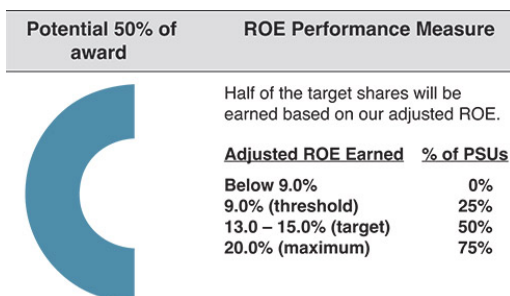 Potential 50% of
award
ROE Performance Measure
Half of the target shares will be
earned based on our adjusted ROE.
Adjusted ROE Earned % of PSUs
Below 9.0% 0%
9.0% (threshold) 25%
13.0 – 15.0% (target) 50%
20.0% (maximum) 75%